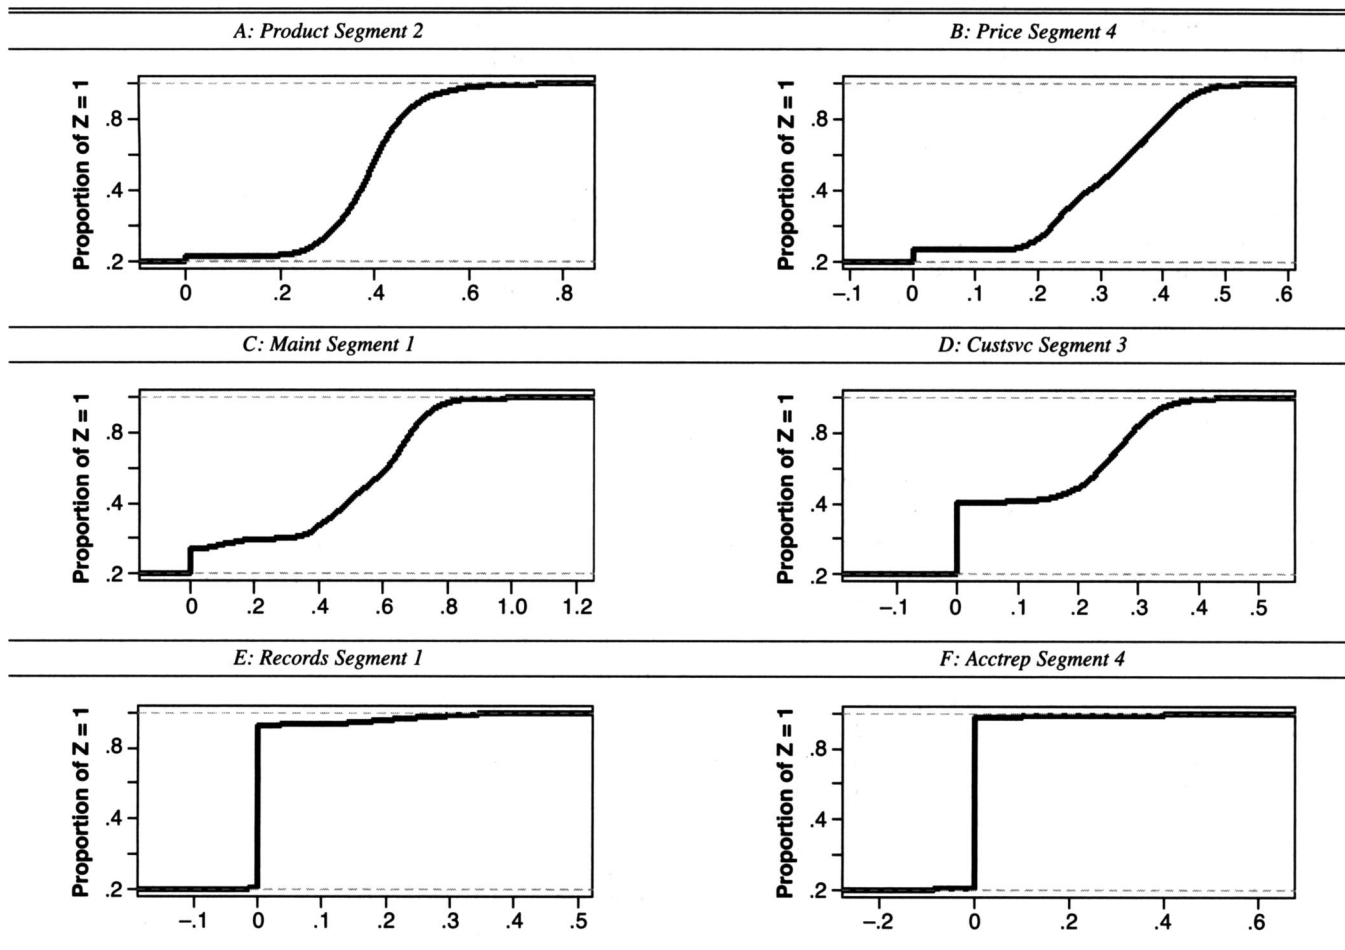 A: Product Segment 2
B: Price Segment 4
Proportion of Z = 1
.8
.4
.2
0 .2 .4 .6 .8
Proportion of Z = 1
.8
.4
.2
–.1 0 .2 .3 .4 .5 .6
C: Maint Segment 1
D: Custsvc Segment 3
Proportion of Z = 1
.8
.4
.2
0 .2 .4 .6 .8 1.0 1.2
Proportion of Z = 1
.8
.4
.2
–.1 0 .1 .2 .3 .4 .5
E: Records Segment 1
F: Acctrep Segment 4
Proportion of Z = 1
.8
.4
.2
–.1 0 .1 .2 .3 .4 .5
Proportion of Z = 1
.8
.4
.2
–.2 0 .2 .4 .6